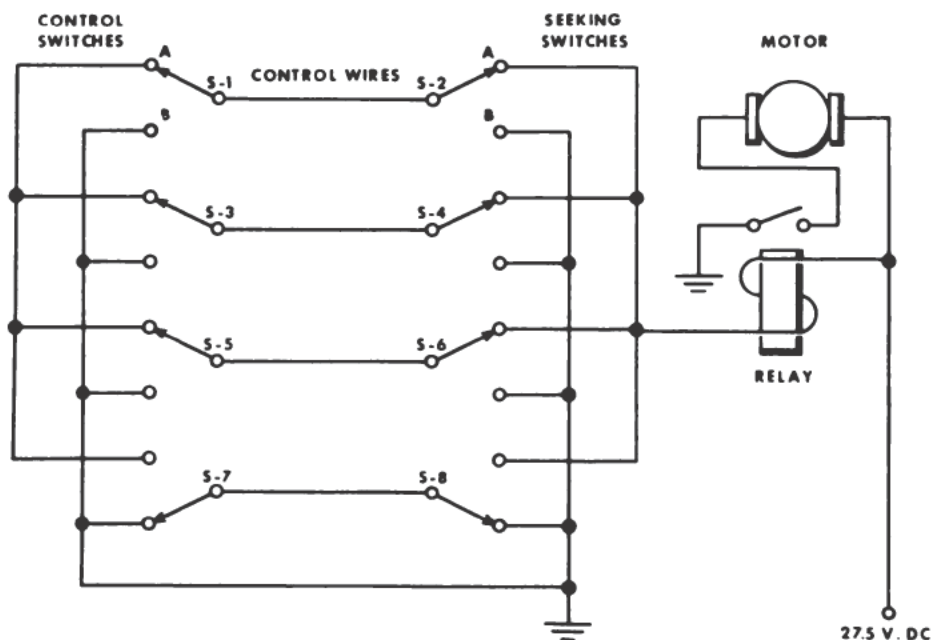 CONTROL
SWITCHES
SEEKING
SWITCHES
MOTOR
A
S-1
CONTROL WIRES
S-2
A
B
B
S-3
S-4
S-5
S-6
RELAY
S-7
S-8
27.5 V. DC